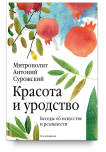 Митрополит
Антоний
Сурожский
Красота и уродство
Беседы об искусстве
и реальности